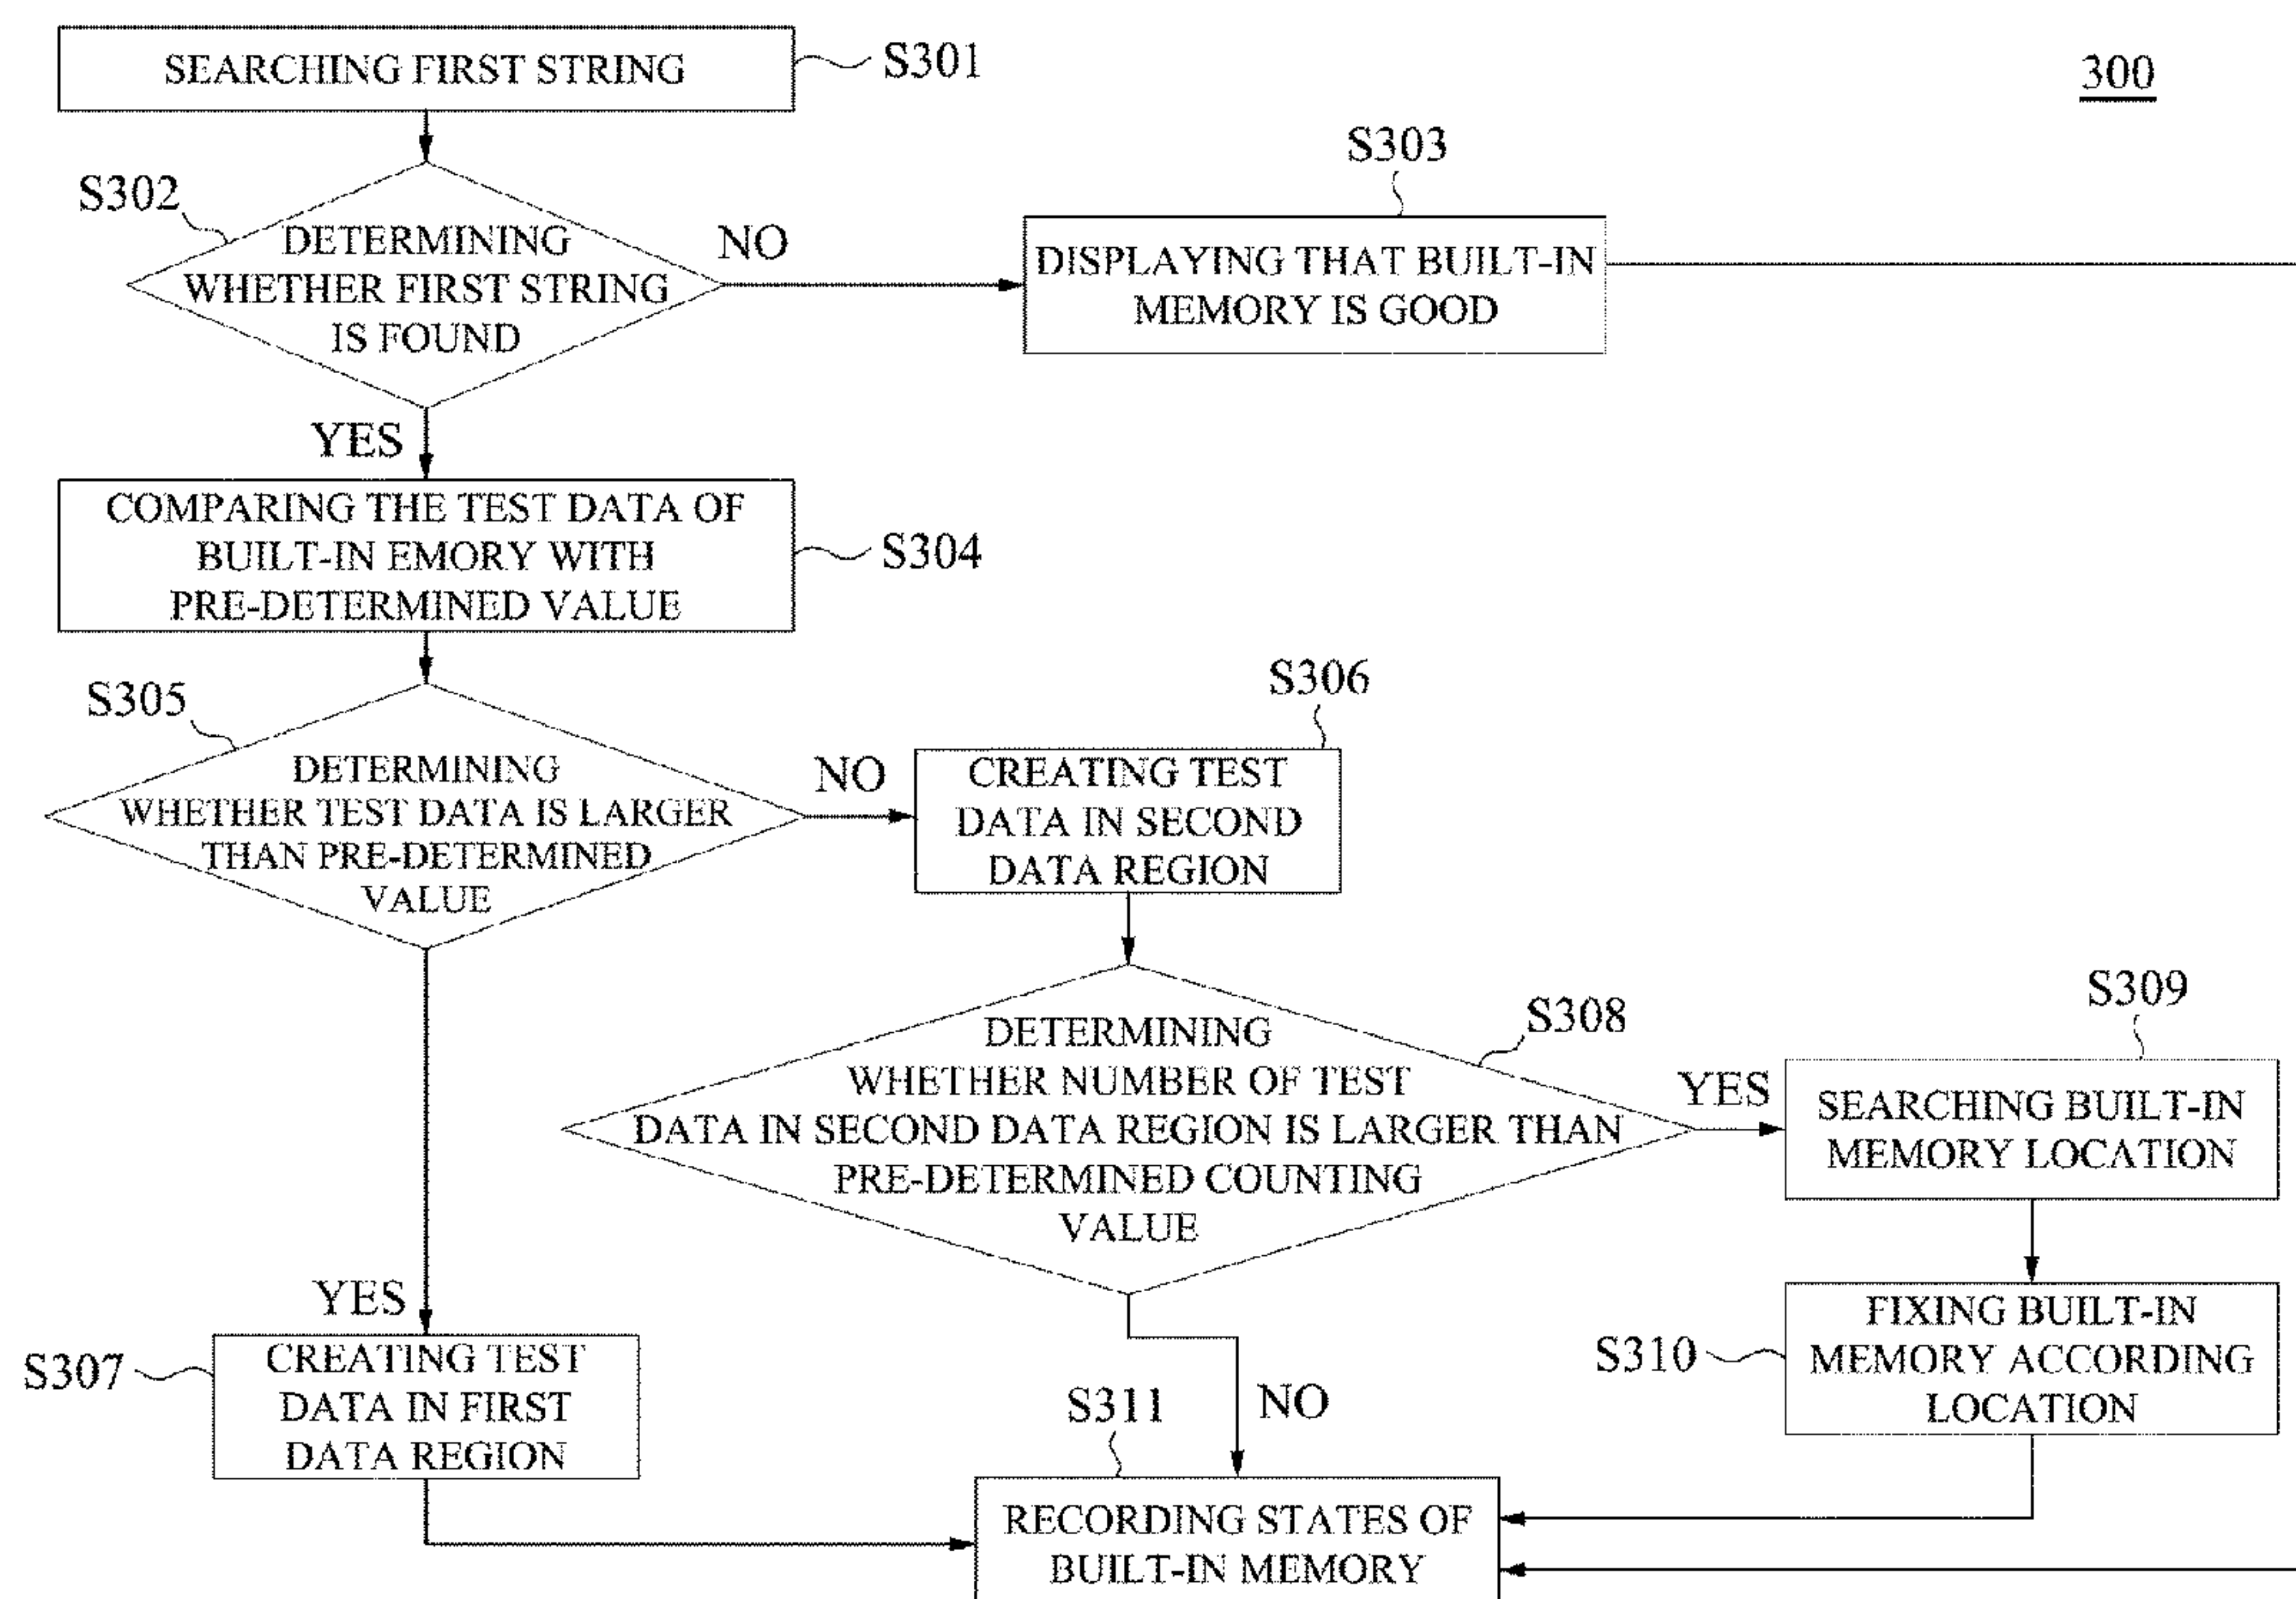 SEARCHING FIRST STRING
S301
300
S302
DETERMINING
WHETHER FIRST STRING
IS FOUND
NO
S303
DISPLAYING THAT BUILT-IN
MEMORY IS GOOD
YES
COMPARING THE TEST DATA OF
BUILT-IN EMORY WITH
PRE-DETERMINED VALUE
S304
S305
DETERMINING
WHETHER TEST DATA IS LARGER
THAN PRE-DETERMINED
VALUE
NO
S306
CREATING TEST
DATA IN SECOND
DATA REGION
S308
DETERMINING
WHETHER NUMBER OF TEST
DATA IN SECOND DATA REGION IS LARGER THAN
PRE-DETERMINED COUNTING
VALUE
YES
S309
SEARCHING BUILT-IN
MEMORY LOCATION
S310
FIXING BUILT-IN
MEMORY ACCORDING
LOCATION
YES
S307
CREATING TEST
DATA IN FIRST
DATA REGION
NO
S311
RECORDING STATES OF
BUILT-IN MEMORY